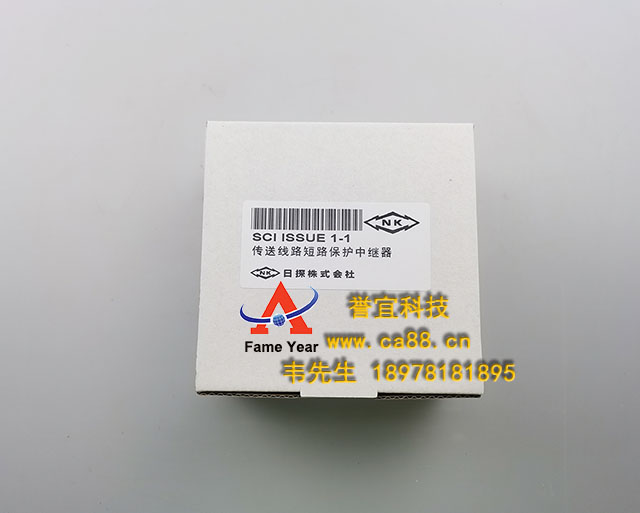 NK
SCI ISSUE 1-1
传送线路短路保护中继器
NK 日探株式会社
Fame Year
誉宜科技
www.ca88.cn
韦先生 18978181895